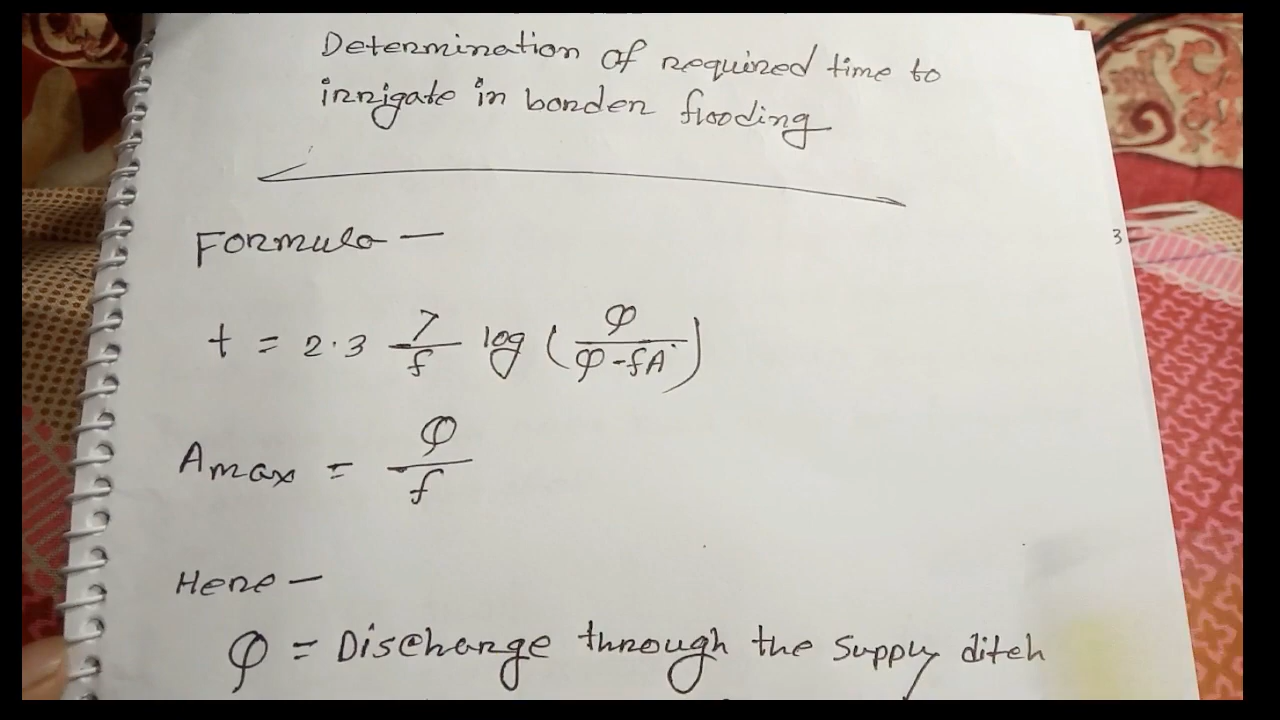 Determination of required time to
irrigate in border flooding
Formula —
t = 2.3 y/f log (Q/(Q-fA))
Amax = Q/f
Here —
Q = Discharge through the supply ditch
3